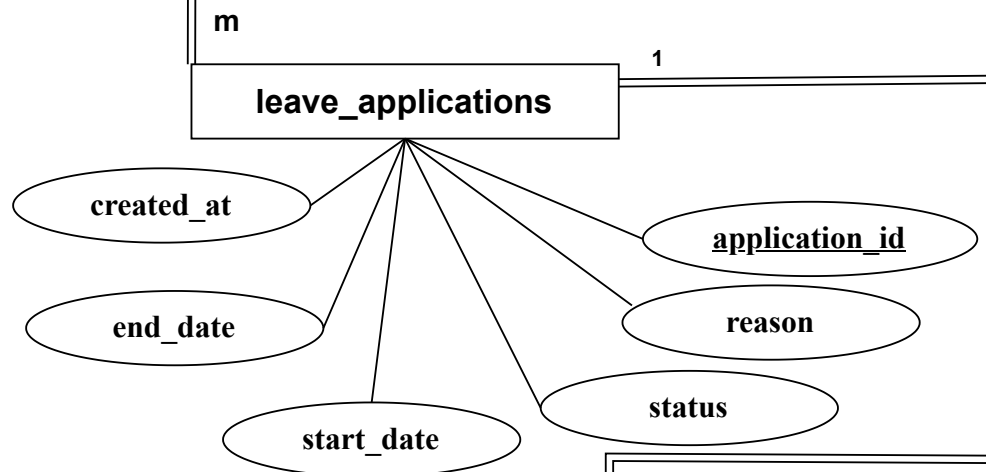 m
1
leave_applications
created_at
application_id
end_date
reason
status
start_date